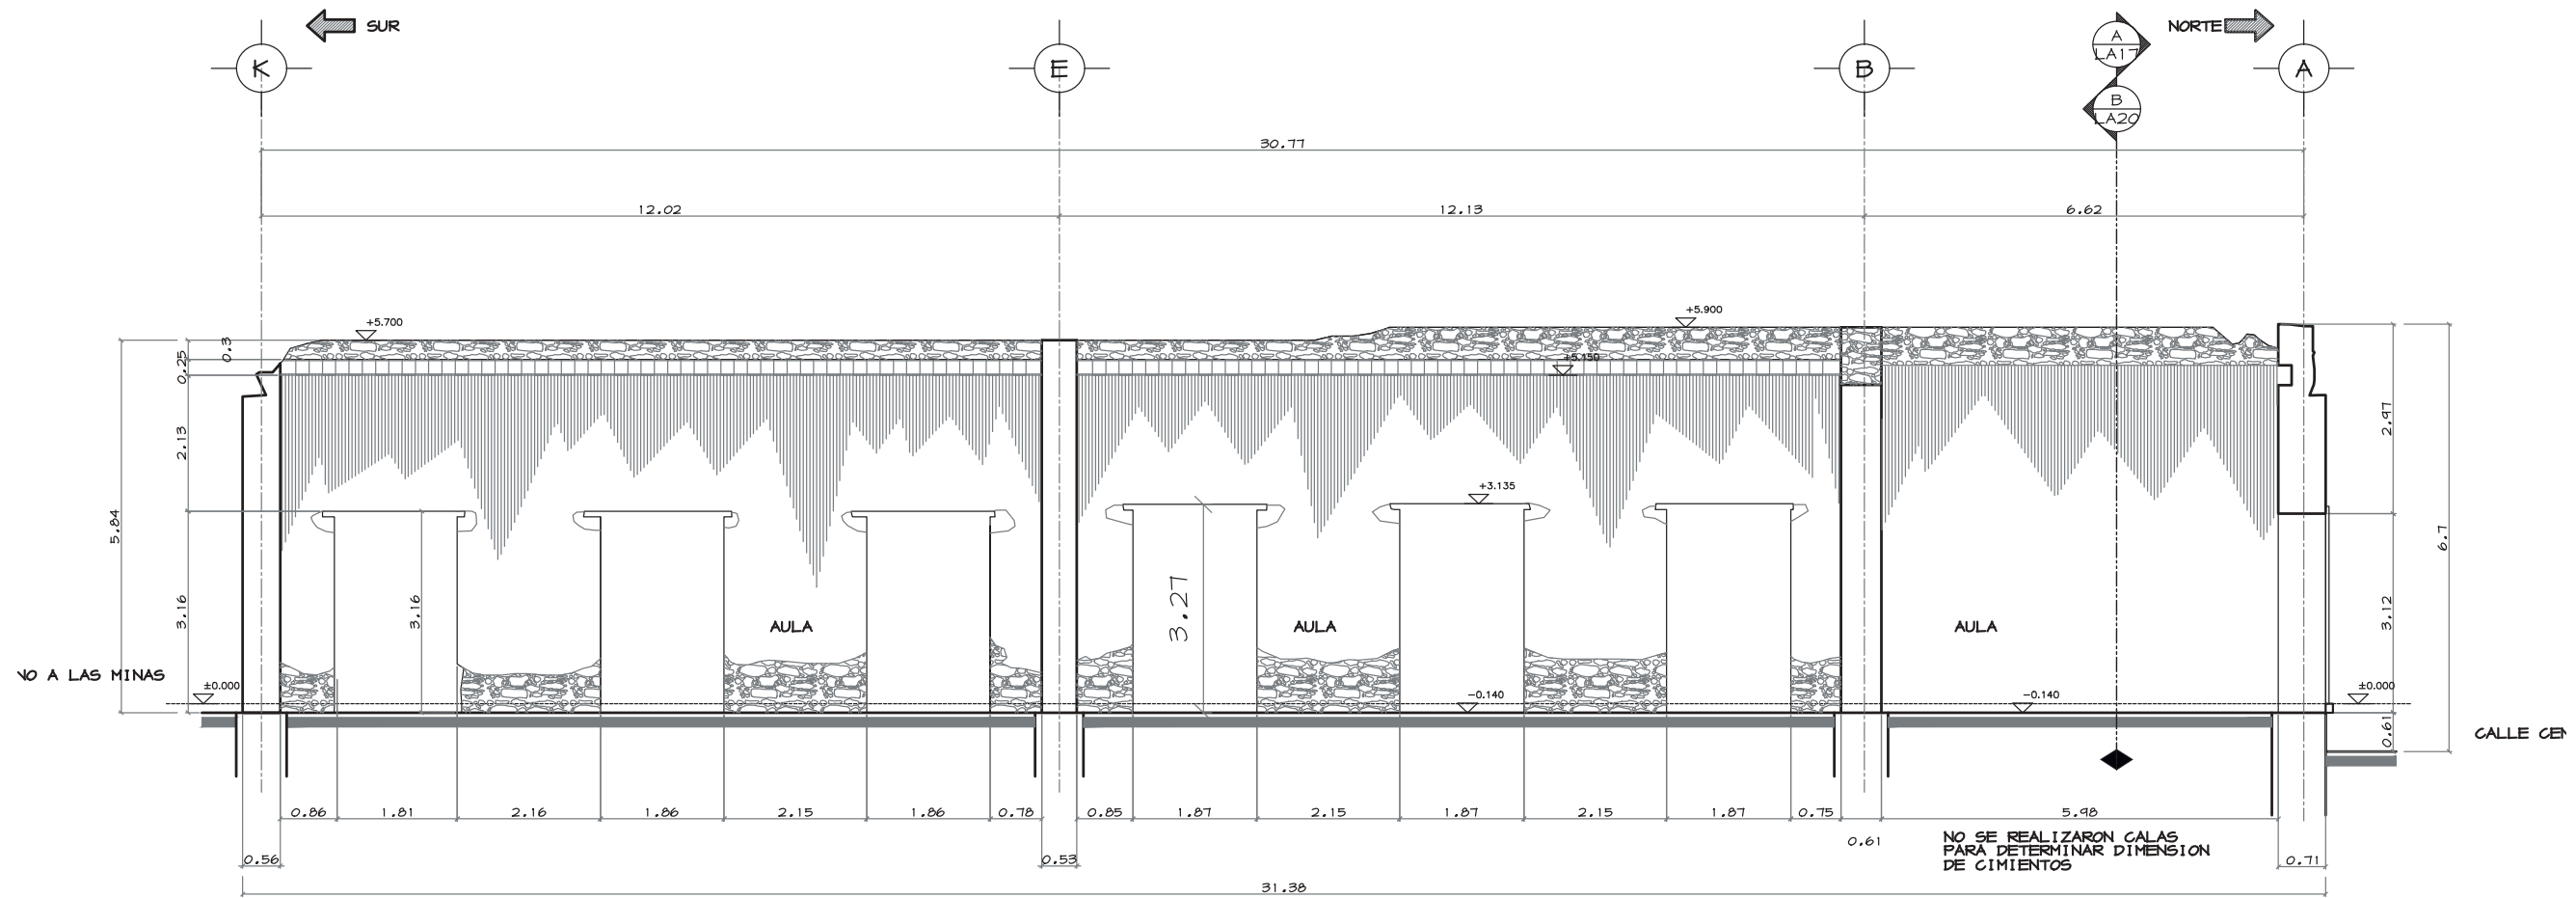 SUR
NORTE
K
E
B
A
A
LA17
B
LA20
30.77
12.02
12.13
6.62
+5.700
+5.900
+5.450
0.3
0.25
2.13
5.84
3.16
3.16
+3.135
3.27
2.97
6.7
3.12
0.61
AULA
AULA
AULA
A LAS MINAS
±0.000
-0.140
-0.140
±0.000
CALLE
0.86
1.81
2.16
1.86
2.15
1.86
0.78
0.85
1.87
2.15
1.87
2.15
1.87
0.75
0.61
5.98
NO SE REALIZARON CALAS
PARA DETERMINAR DIMENSION
DE CIMIENTOS
0.56
0.53
0.71
31.38